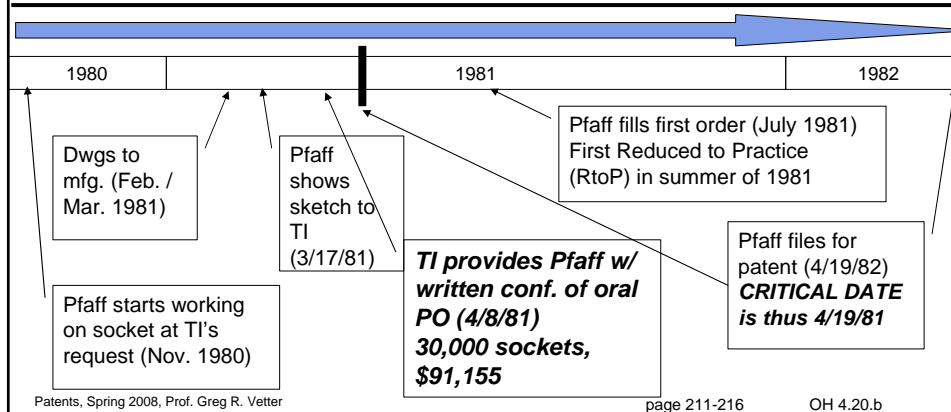 1980
1981
1982
Dwgs to
mfg. (Feb. /
Mar. 1981)
Pfaff
shows
sketch to
TI
(3/17/81)
Pfaff fills first order (July 1981)
First Reduced to Practice
(RtoP) in summer of 1981
Pfaff starts working
on socket at TI's
request (Nov. 1980)
TI provides Pfaff w/
written conf. of oral
PO (4/8/81)
30,000 sockets,
$91,155
Pfaff files for
patent (4/19/82)
CRITICAL DATE
is thus 4/19/81
Patents, Spring 2008, Prof. Greg R. Vetter
page 211-216
OH 4.20.b